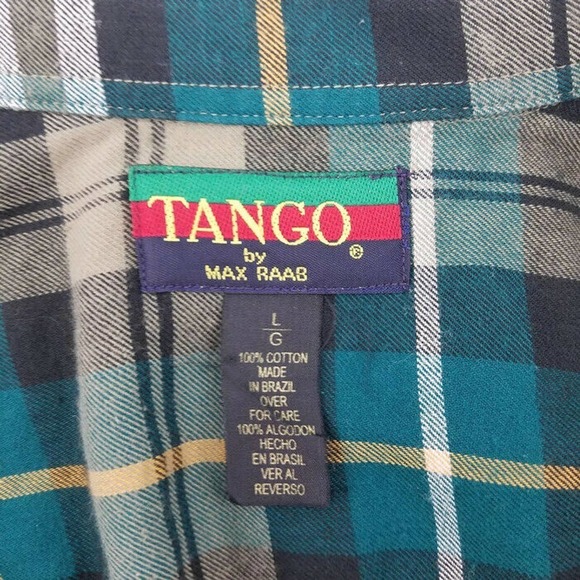 TANGO
by ®
MAX RAAB
L
G
100% COTTON
MADE
IN BRAZIL
OVER
FOR CARE
100% ALGODON
HECHO
EN BRASIL
VER AL
REVERSO